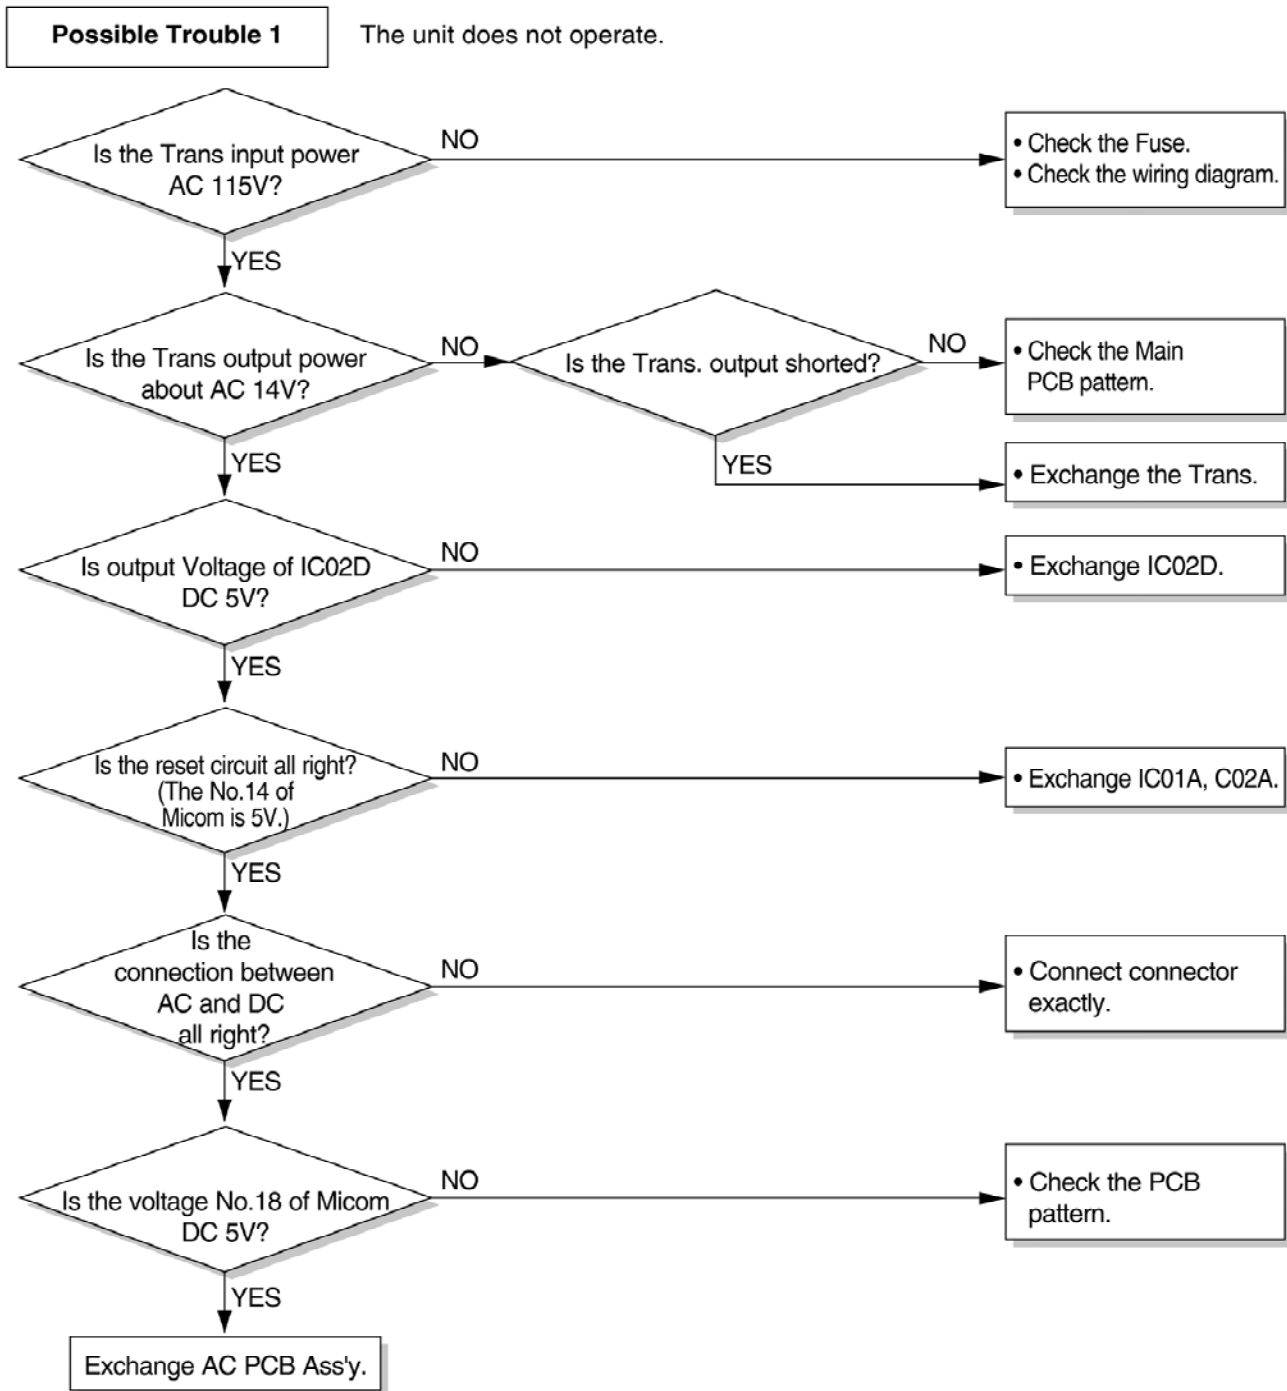 Possible Trouble 1
The unit does not operate.
Is the Trans input power
AC 115V?
NO
• Check the Fuse.
• Check the wiring diagram.
YES
Is the Trans output power
about AC 14V?
NO
Is the Trans. output shorted?
NO
• Check the Main
PCB pattern.
YES
YES
• Exchange the Trans.
Is output Voltage of IC02D
DC 5V?
NO
• Exchange IC02D.
YES
Is the reset circuit all right?
(The No.14 of
Micom is 5V.)
NO
• Exchange IC01A, C02A.
YES
Is the
connection between
AC and DC
all right?
NO
• Connect connector
exactly.
YES
Is the voltage No.18 of Micom
DC 5V?
NO
• Check the PCB
pattern.
YES
Exchange AC PCB Ass'y.